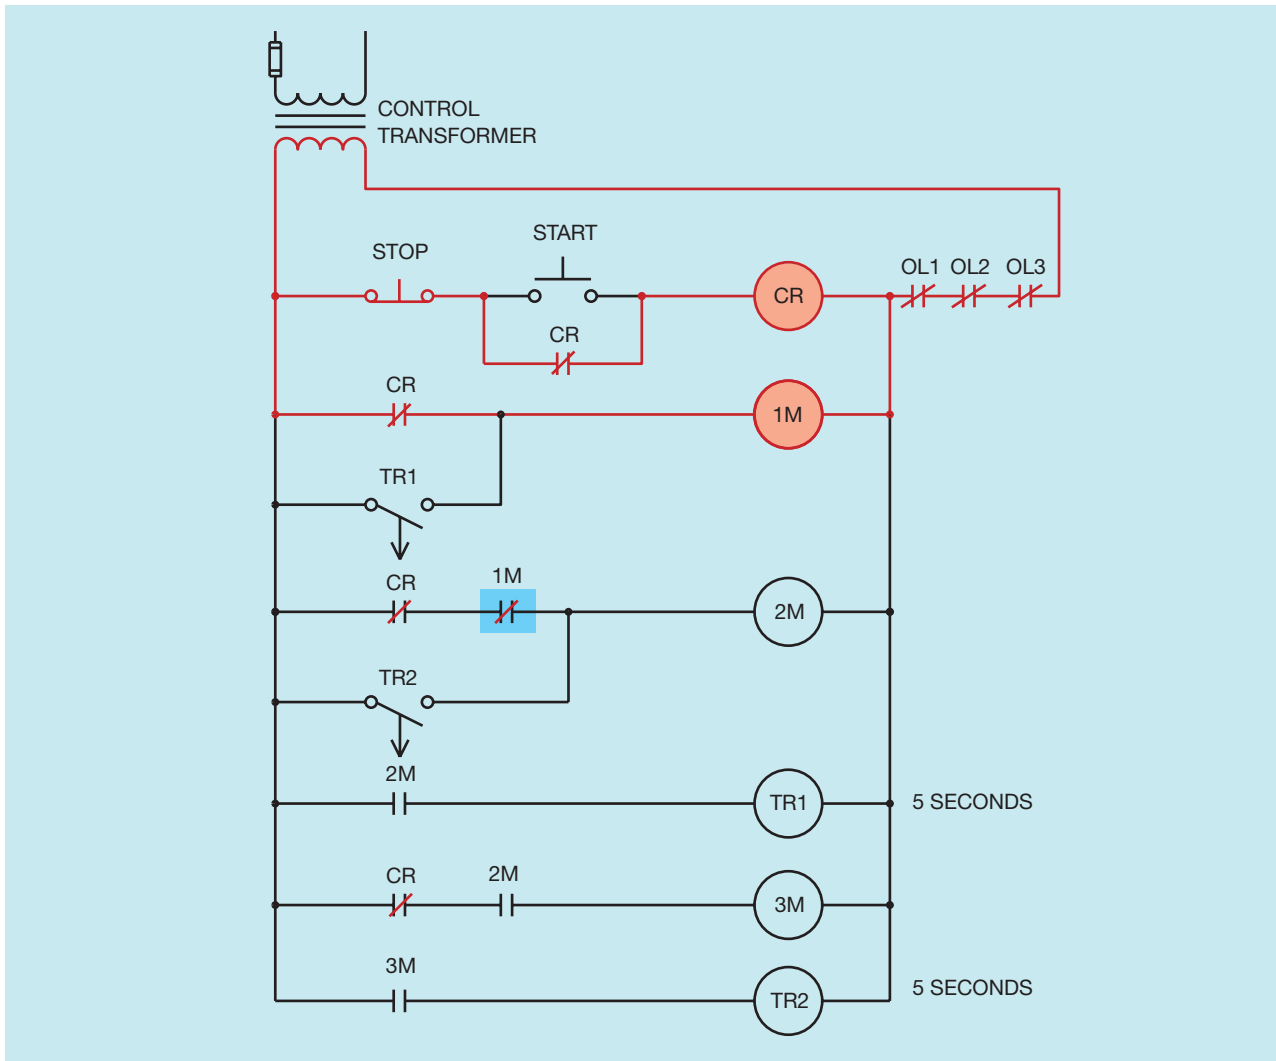 CONTROL
TRANSFORMER
START
STOP
OL1 OL2 OL3
CR
CR
CR
1M
TR1
1M
CR
2M
TR2
2M
TR1
5 SECONDS
2M
CR
3M
3M
5 SECONDS
TR2